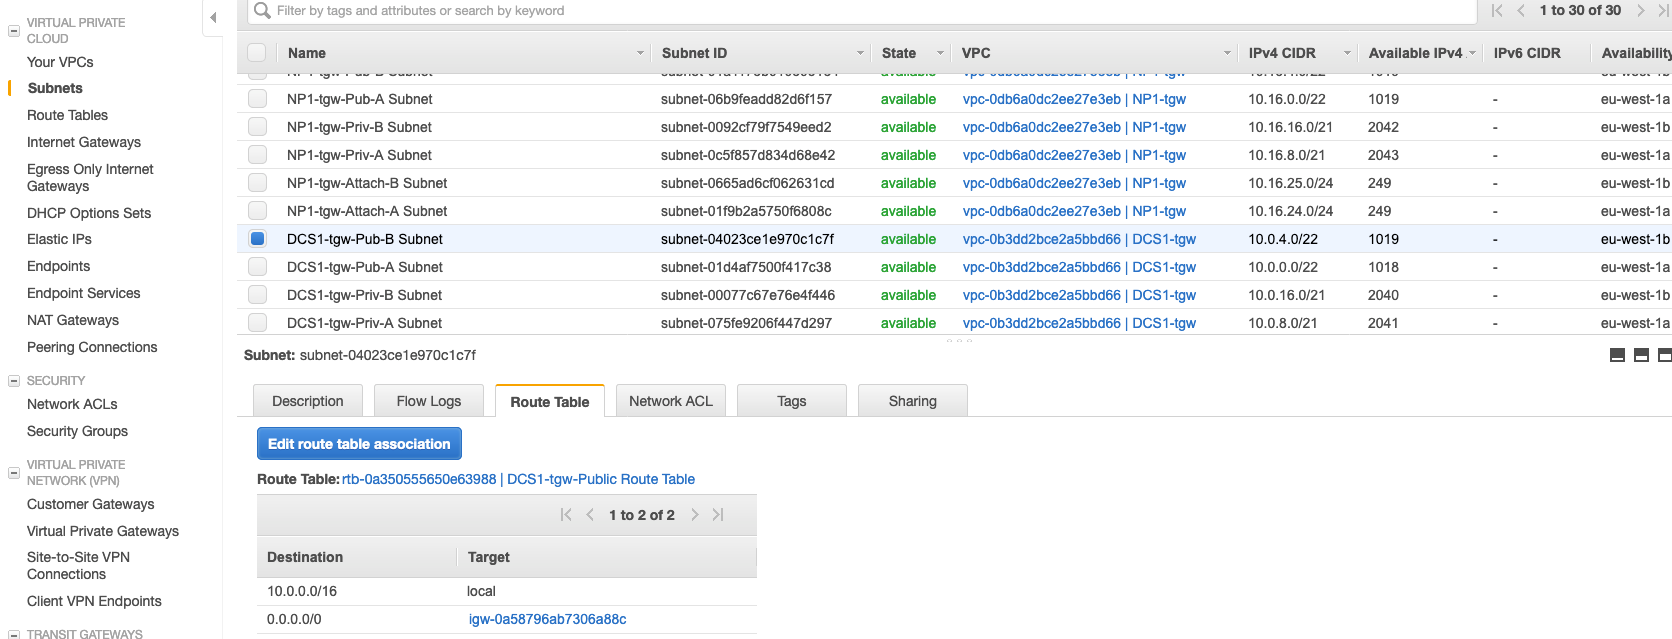 VIRTUAL PRIVATE
CLOUD
Your VPCs
Subnets
Route Tables
Internet Gateways
Egress Only Internet
Gateways
DHCP Options Sets
Elastic IPs
Endpoints
Endpoint Services
NAT Gateways
Peering Connections
SECURITY
Network ACLs
Security Groups
VIRTUAL PRIVATE
NETWORK (VPN)
Customer Gateways
Virtual Private Gateways
Site-to-Site VPN
Connections
Client VPN Endpoints
TRANSIT GATEWAYS
Filter by tags and attributes or search by keyword
1 to 30 of 30
Name Subnet ID State VPC IPv4 CIDR Available IPv4 IPv6 CIDR Availability
NP1-tgw-Pub-A Subnet subnet-06b9feadd82d6f157 available vpc-0db6a0dc2ee27e3eb | NP1-tgw 10.16.0.0/22 1019 - eu-west-1a
NP1-tgw-Priv-B Subnet subnet-0092cf79f7549eed2 available vpc-0db6a0dc2ee27e3eb | NP1-tgw 10.16.16.0/21 2042 - eu-west-1b
NP1-tgw-Priv-A Subnet subnet-0c5f857d834d68e42 available vpc-0db6a0dc2ee27e3eb | NP1-tgw 10.16.8.0/21 2043 - eu-west-1a
NP1-tgw-Attach-B Subnet subnet-0665ad6cf062631cd available vpc-0db6a0dc2ee27e3eb | NP1-tgw 10.16.25.0/24 249 - eu-west-1b
NP1-tgw-Attach-A Subnet subnet-01f9b2a5750f6808c available vpc-0db6a0dc2ee27e3eb | NP1-tgw 10.16.24.0/24 249 - eu-west-1a
DCS1-tgw-Pub-B Subnet subnet-04023ce1e970c1c7f available vpc-0b3dd2bce2a5bbd66 | DCS1-tgw 10.0.4.0/22 1019 - eu-west-1b
DCS1-tgw-Pub-A Subnet subnet-01d4af7500f417c38 available vpc-0b3dd2bce2a5bbd66 | DCS1-tgw 10.0.0.0/22 1018 - eu-west-1a
DCS1-tgw-Priv-B Subnet subnet-00077c67e76e4f446 available vpc-0b3dd2bce2a5bbd66 | DCS1-tgw 10.0.16.0/21 2040 - eu-west-1b
DCS1-tgw-Priv-A Subnet subnet-075fe9206f447d297 available vpc-0b3dd2bce2a5bbd66 | DCS1-tgw 10.0.8.0/21 2041 - eu-west-1a
Subnet: subnet-04023ce1e970c1c7f
Description Flow Logs Route Table Network ACL Tags Sharing
Edit route table association
Route Table: rtb-0a350555650e63988 | DCS1-tgw-Public Route Table
1 to 2 of 2
Destination Target
10.0.0.0/16 local
0.0.0.0/0 igw-0a58796ab7306a88c